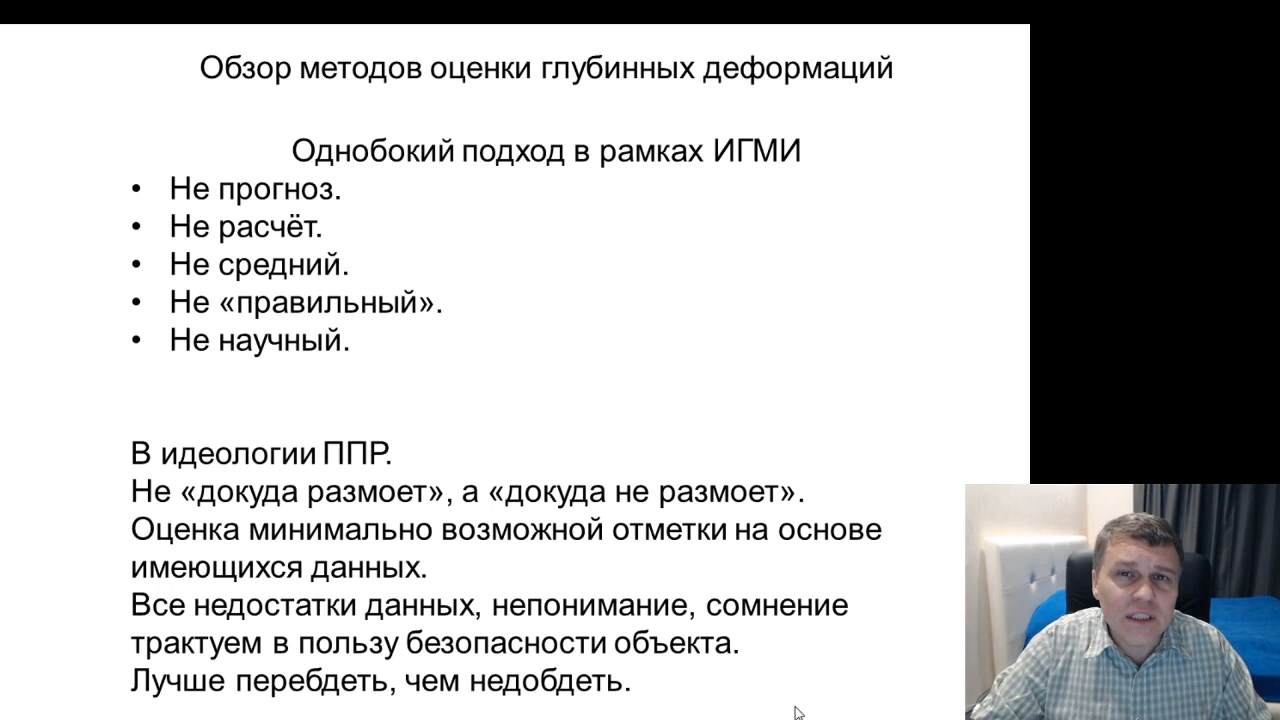 Обзор методов оценки глубинных деформаций
Однобокий подход в рамках ИГМИ
• Не прогноз.
• Не расчёт.
• Не средний.
• Не «правильный».
• Не научный.
В идеологии ППР.
Не «докуда размоет», а «докуда не размоет».
Оценка минимально возможной отметки на основе
имеющихся данных.
Все недостатки данных, непонимание, сомнение
трактуем в пользу безопасности объекта.
Лучше перебдеть, чем недобдеть.